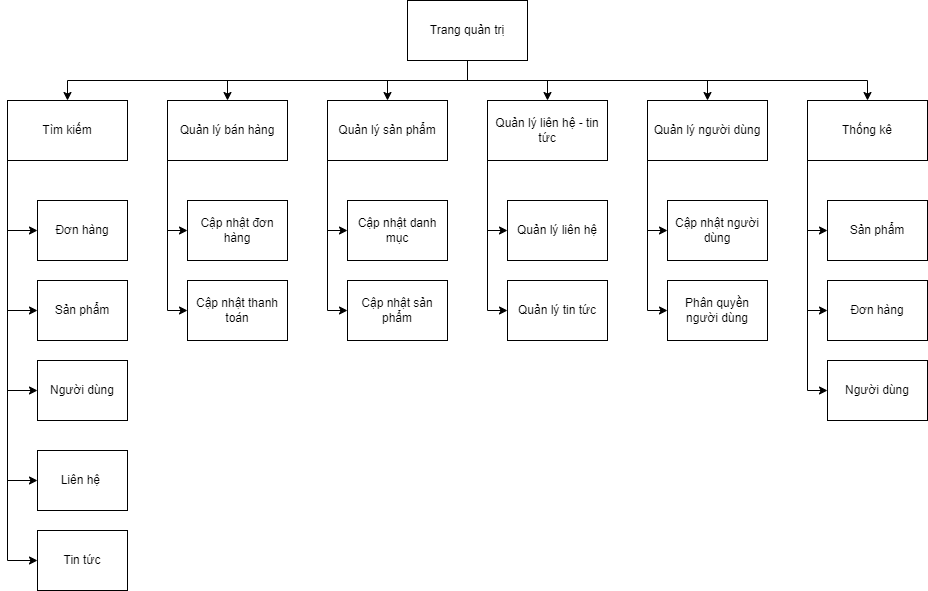 Trang quản trị
Tìm kiếm
Quản lý bán hàng
Quản lý sản phẩm
Quản lý liên hệ - tin
tức
Quản lý người dùng
Thống kê
Đơn hàng
Cập nhật đơn
hàng
Cập nhật danh
mục
Quản lý liên hệ
Cập nhật người
dùng
Sản phẩm
Sản phẩm
Cập nhật thanh
toán
Cập nhật sản
phẩm
Quản lý tin tức
Phân quyền
người dùng
Đơn hàng
Người dùng
Người dùng
Liên hệ
Tin tức